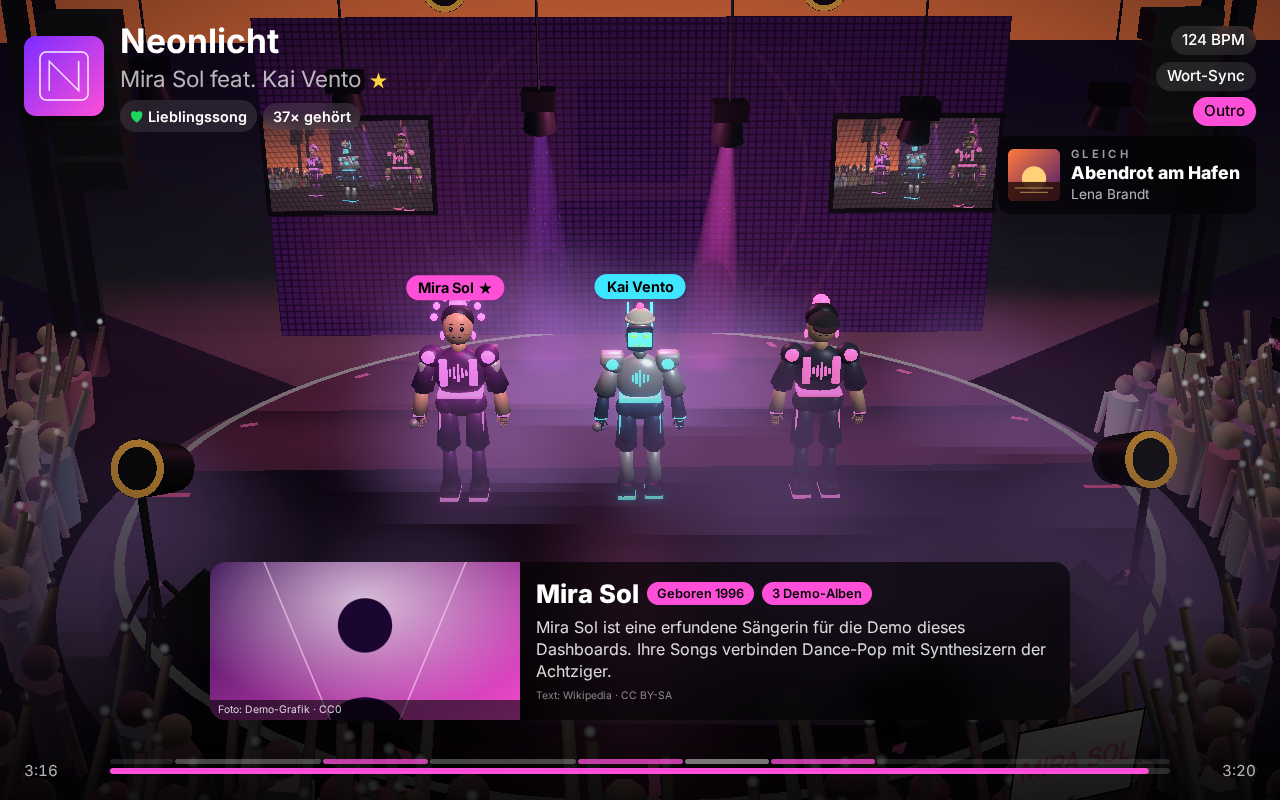 Neonlicht
Mira Sol feat. Kai Vento ★
Lieblingssong
37× gehört
124 BPM
Wort-Sync
Outro
GLEICH
Abendrot am Hafen
Lena Brandt
Mira Sol ★
Kai Vento
Mira Sol
Geboren 1996
3 Demo-Alben
Mira Sol ist eine erfundene Sängerin für die Demo dieses
Dashboards. Ihre Songs verbinden Dance-Pop mit Synthesizern der
Achtziger.
Text: Wikipedia · CC BY-SA
Foto: Demo-Grafik · CC0
MIRA SOL
3:16
3:20